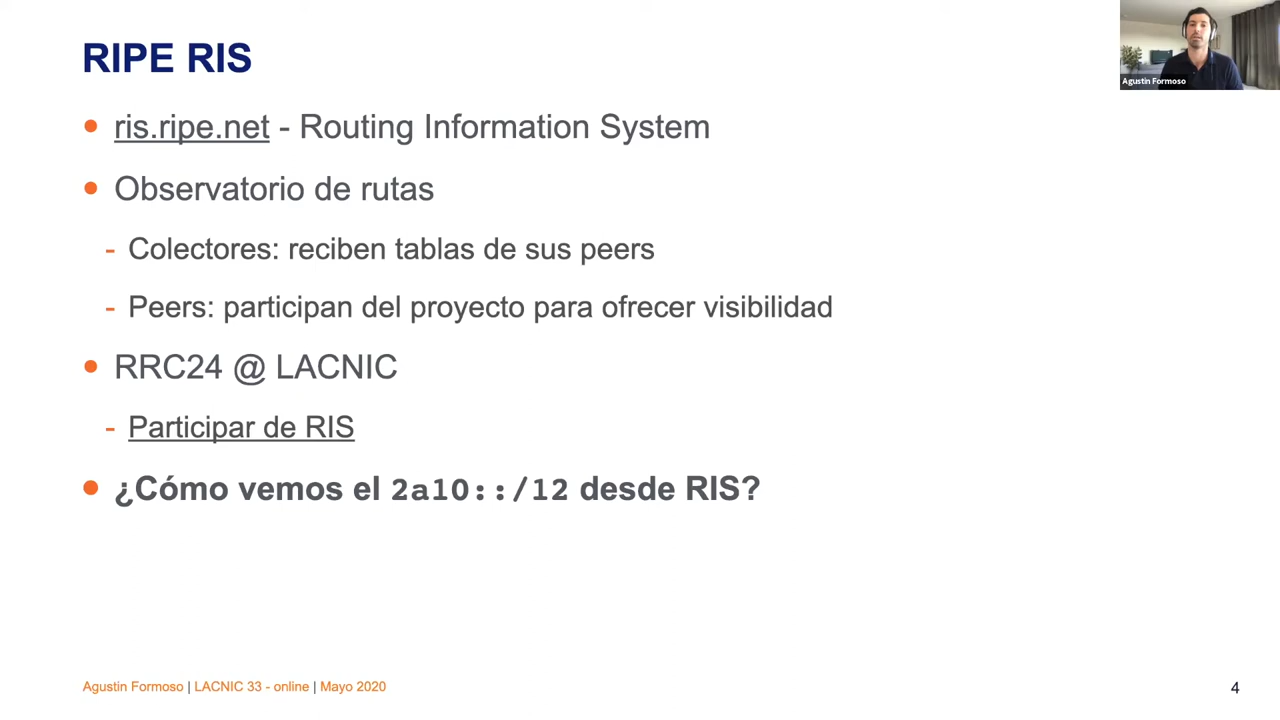 RIPE RIS
Agustin Formoso
ris.ripe.net - Routing Information System
Observatorio de rutas
- Colectores: reciben tablas de sus peers
- Peers: participan del proyecto para ofrecer visibilidad
RRC24 @ LACNIC
- Participar de RIS
¿Cómo vemos el 2a10::/12 desde RIS?
Agustin Formoso | LACNIC 33 - online | Mayo 2020
4